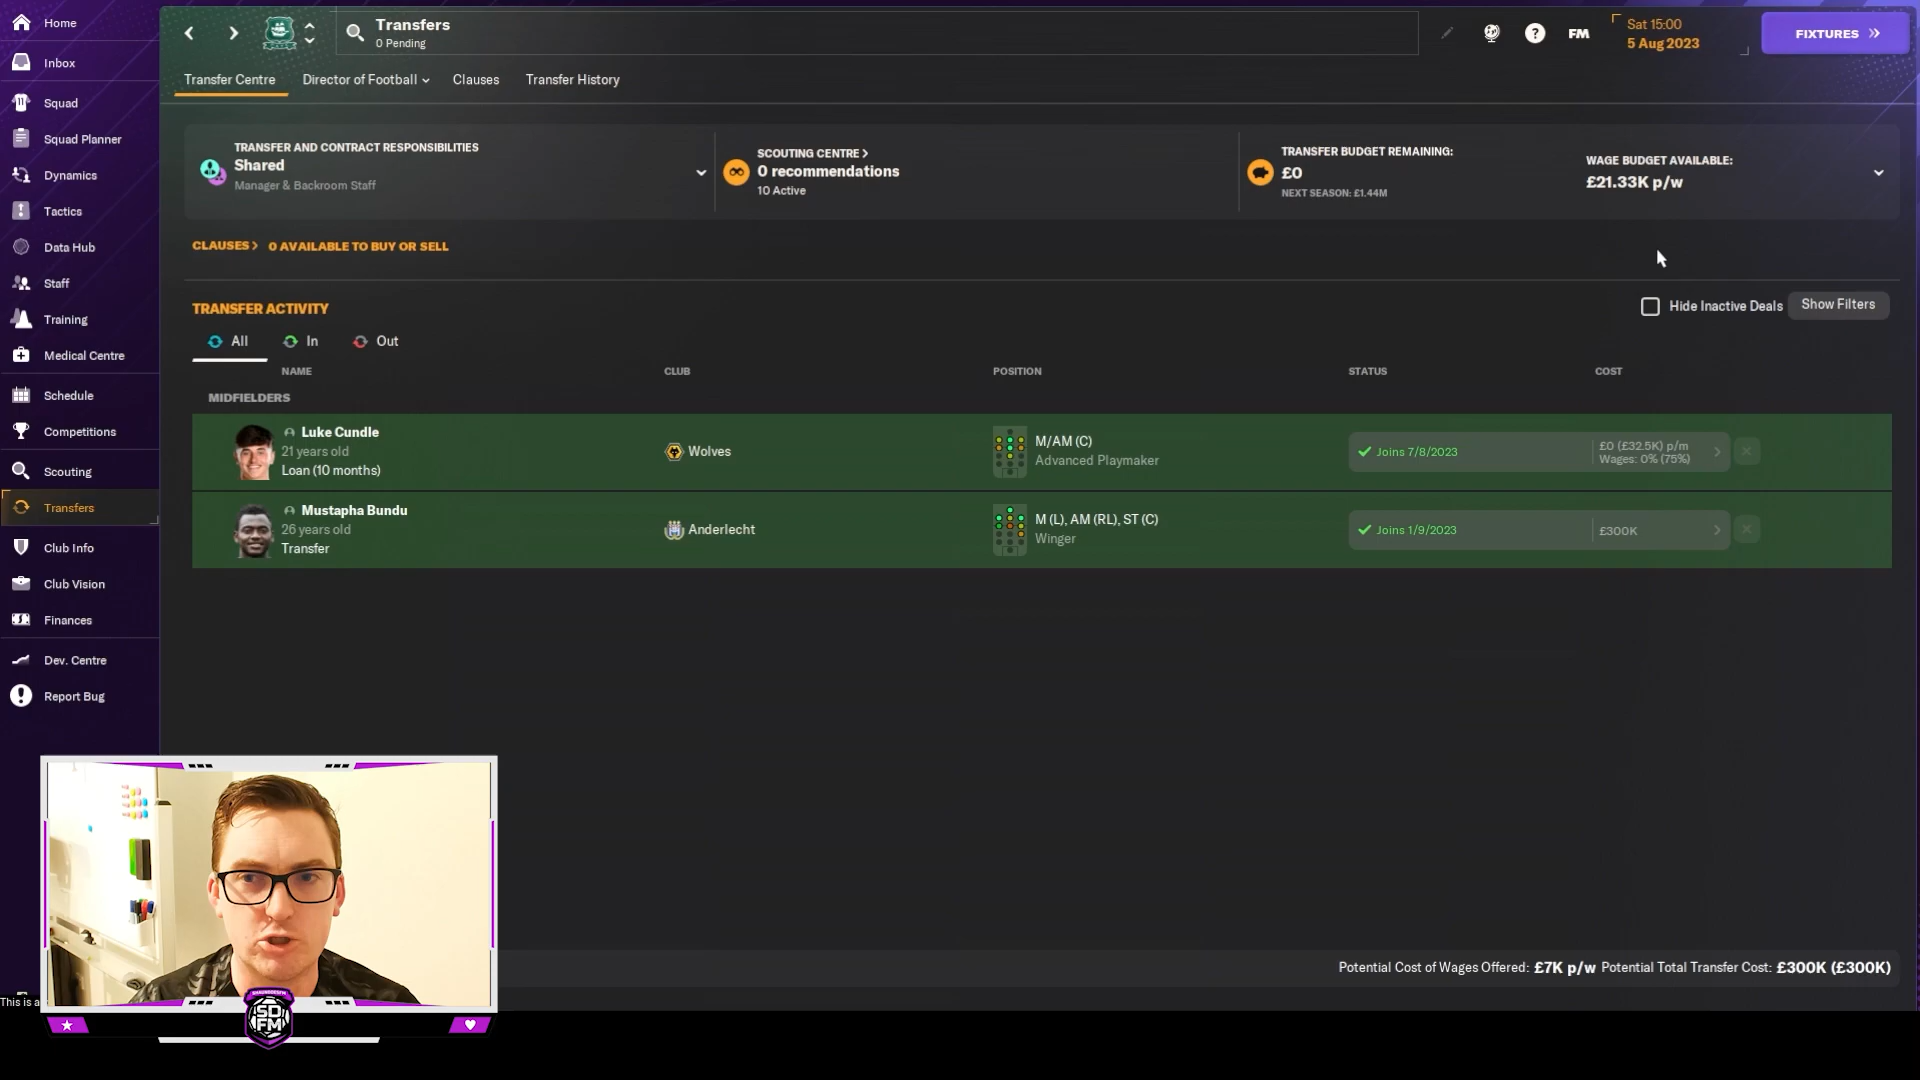 Home
Inbox
Squad
Squad Planner
Dynamics
Tactics
Data Hub
Staff
Training
Medical Centre
Schedule
Competitions
Scouting
Transfers
Club Info
Club Vision
Finances
Dev. Centre
Report Bug
Transfers
0 Pending
FM
Sat 15:00
5 Aug 2023
FIXTURES
Transfer Centre
Director of Football
Clauses
Transfer History
TRANSFER AND CONTRACT RESPONSIBILITIES
Shared
Manager & Backroom Staff
SCOUTING CENTRE >
0 recommendations
10 Active
TRANSFER BUDGET REMAINING:
£0
NEXT SEASON: £1.44M
WAGE BUDGET AVAILABLE:
£21.33K p/w
CLAUSES > 0 AVAILABLE TO BUY OR SELL
TRANSFER ACTIVITY
Hide Inactive Deals
Show Filters
All In Out
NAME CLUB POSITION STATUS COST
MIDFIELDERS
Luke Cundle
21 years old
Loan (10 months)
Wolves
M/AM (C)
Advanced Playmaker
Joins 7/8/2023
£0 (£32.5K) p/m
Wages: 0% (75%)
Mustapha Bundu
26 years old
Transfer
Anderlecht
M (L), AM (RL), ST (C)
Winger
Joins 1/9/2023
£300K
Potential Cost of Wages Offered: £7K p/w Potential Total Transfer Cost: £300K (£300K)
This is a
SD
FM